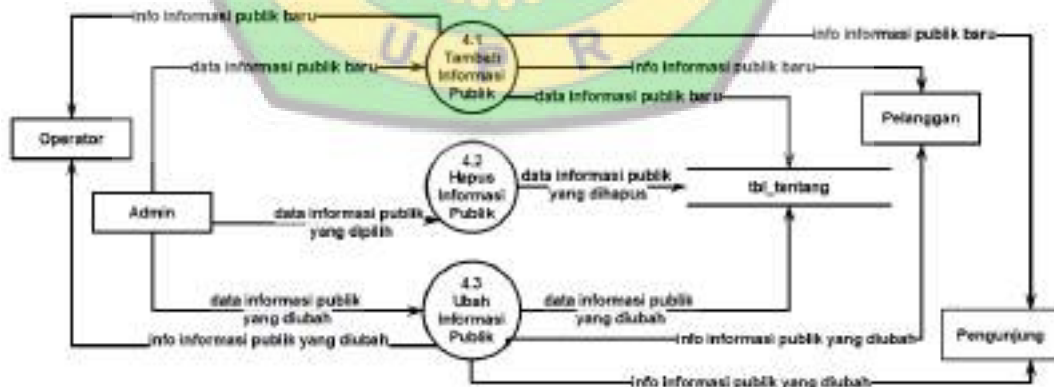 info informasi publik baru
4.1
Tambah
Informasi
Publik
info informasi publik baru
U P R
data informasi publik baru
info informasi publik baru
data informasi publik baru
Operator
Pelanggan
4.2
Hapus
Informasi
Publik
data informasi publik
yang dihapus
tbl_tentang
Admin
data informasi publik
yang dipilih
4.3
Ubah
Informasi
Publik
data informasi publik
yang diubah
data informasi publik
yang diubah
info informasi publik yang diubah
info informasi publik yang diubah
Pengunjung
info informasi publik yang diubah